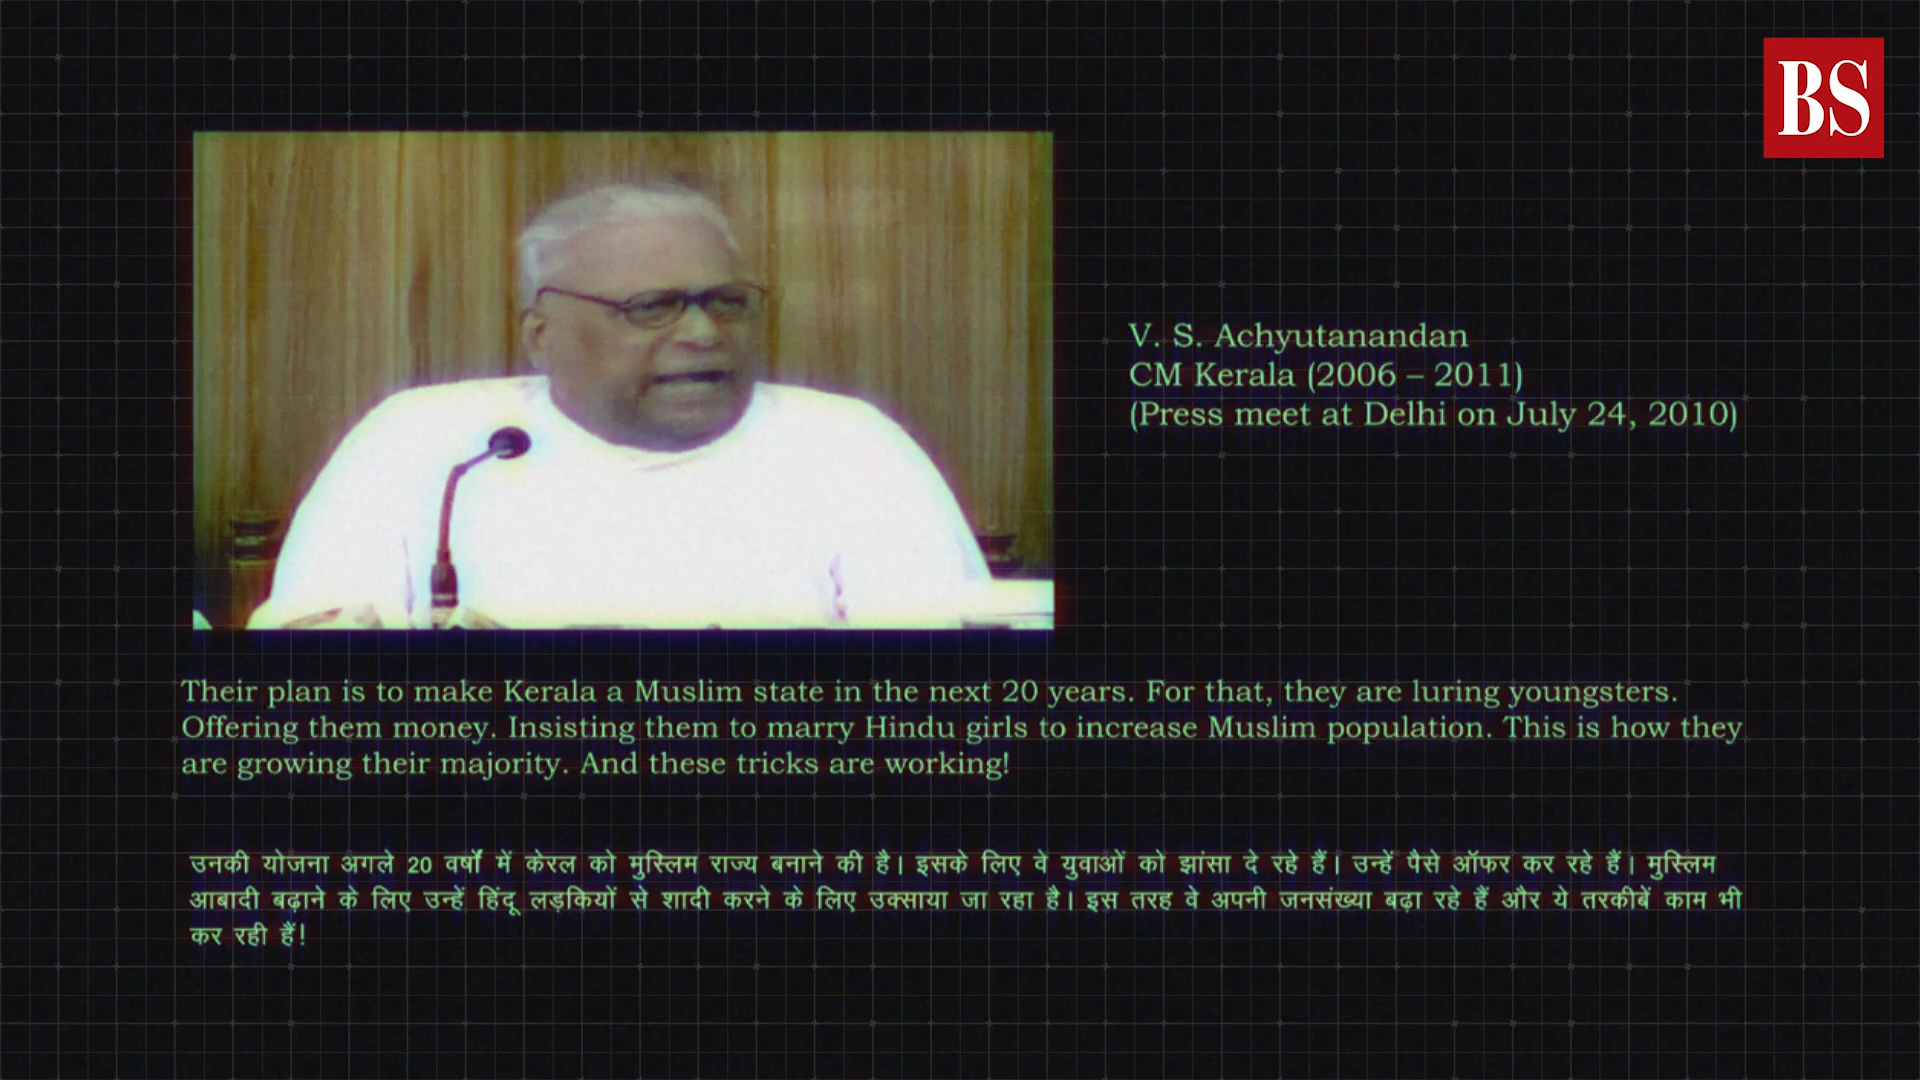 BS
V. S. Achyutanandan
CM Kerala (2006 – 2011)
(Press meet at Delhi on July 24, 2010)
Their plan is to make Kerala a Muslim state in the next 20 years. For that, they are luring youngsters.
Offering them money. Insisting them to marry Hindu girls to increase Muslim population. This is how they
are growing their majority. And these tricks are working!
उनकी योजना अगले 20 वर्षों में केरल को मुस्लिम राज्य बनाने की है। इसके लिए वे युवाओं को झांसा दे रहे हैं। उन्हें पैसे ऑफर कर रहे हैं। मुस्लिम
आबादी बढ़ाने के लिए उन्हें हिंदू लड़कियों से शादी करने के लिए उक्साया जा रहा है। इस तरह वे अपनी जनसंख्या बढ़ा रहे हैं और ये तरकीबें काम भी
कर रही हैं!